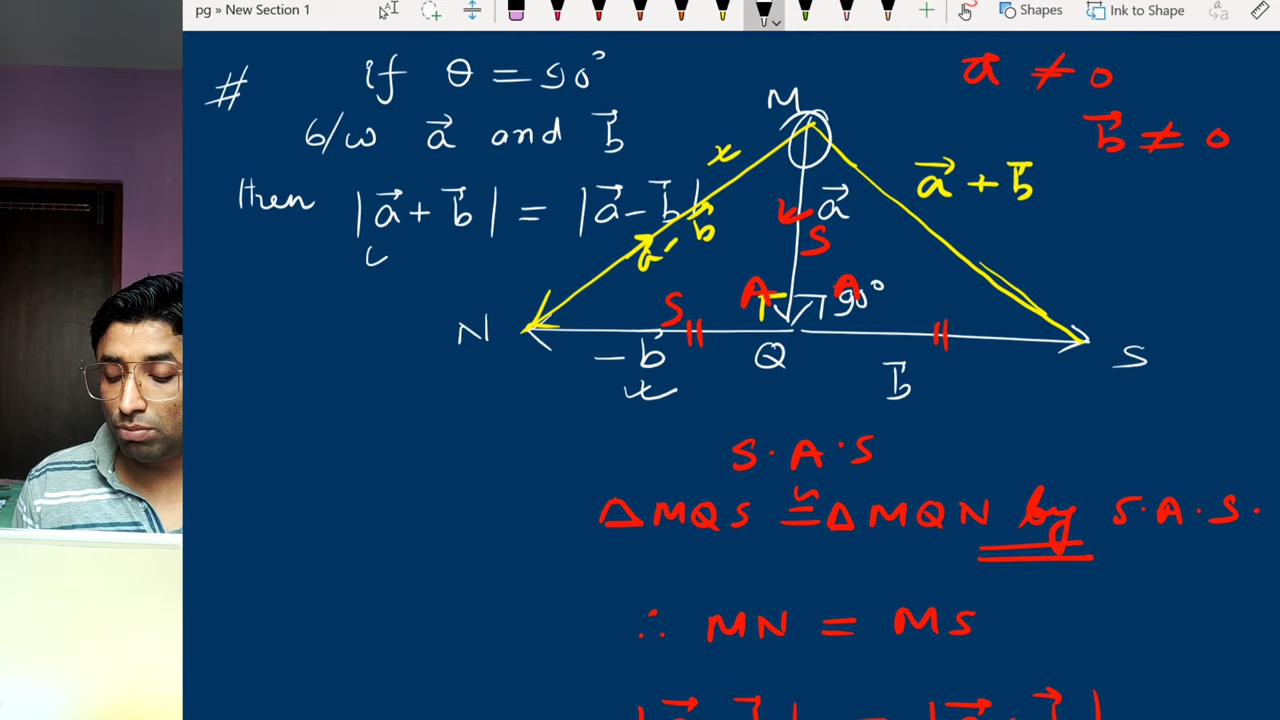 pg » New Section 1
Shapes
Ink to Shape
# if θ = 90°
b/w a⃗ and b⃗
then |a⃗ + b⃗| = |a⃗ - b⃗|
a⃗ ≠ 0
b⃗ ≠ 0
M
x
a⃗ + b⃗
a⃗
a - b
S
S
A
A
90°
N
-b
Q
b⃗
S
S.A.S
ΔMQS ≅ ΔMQN by S.A.S.
∴ MN = MS